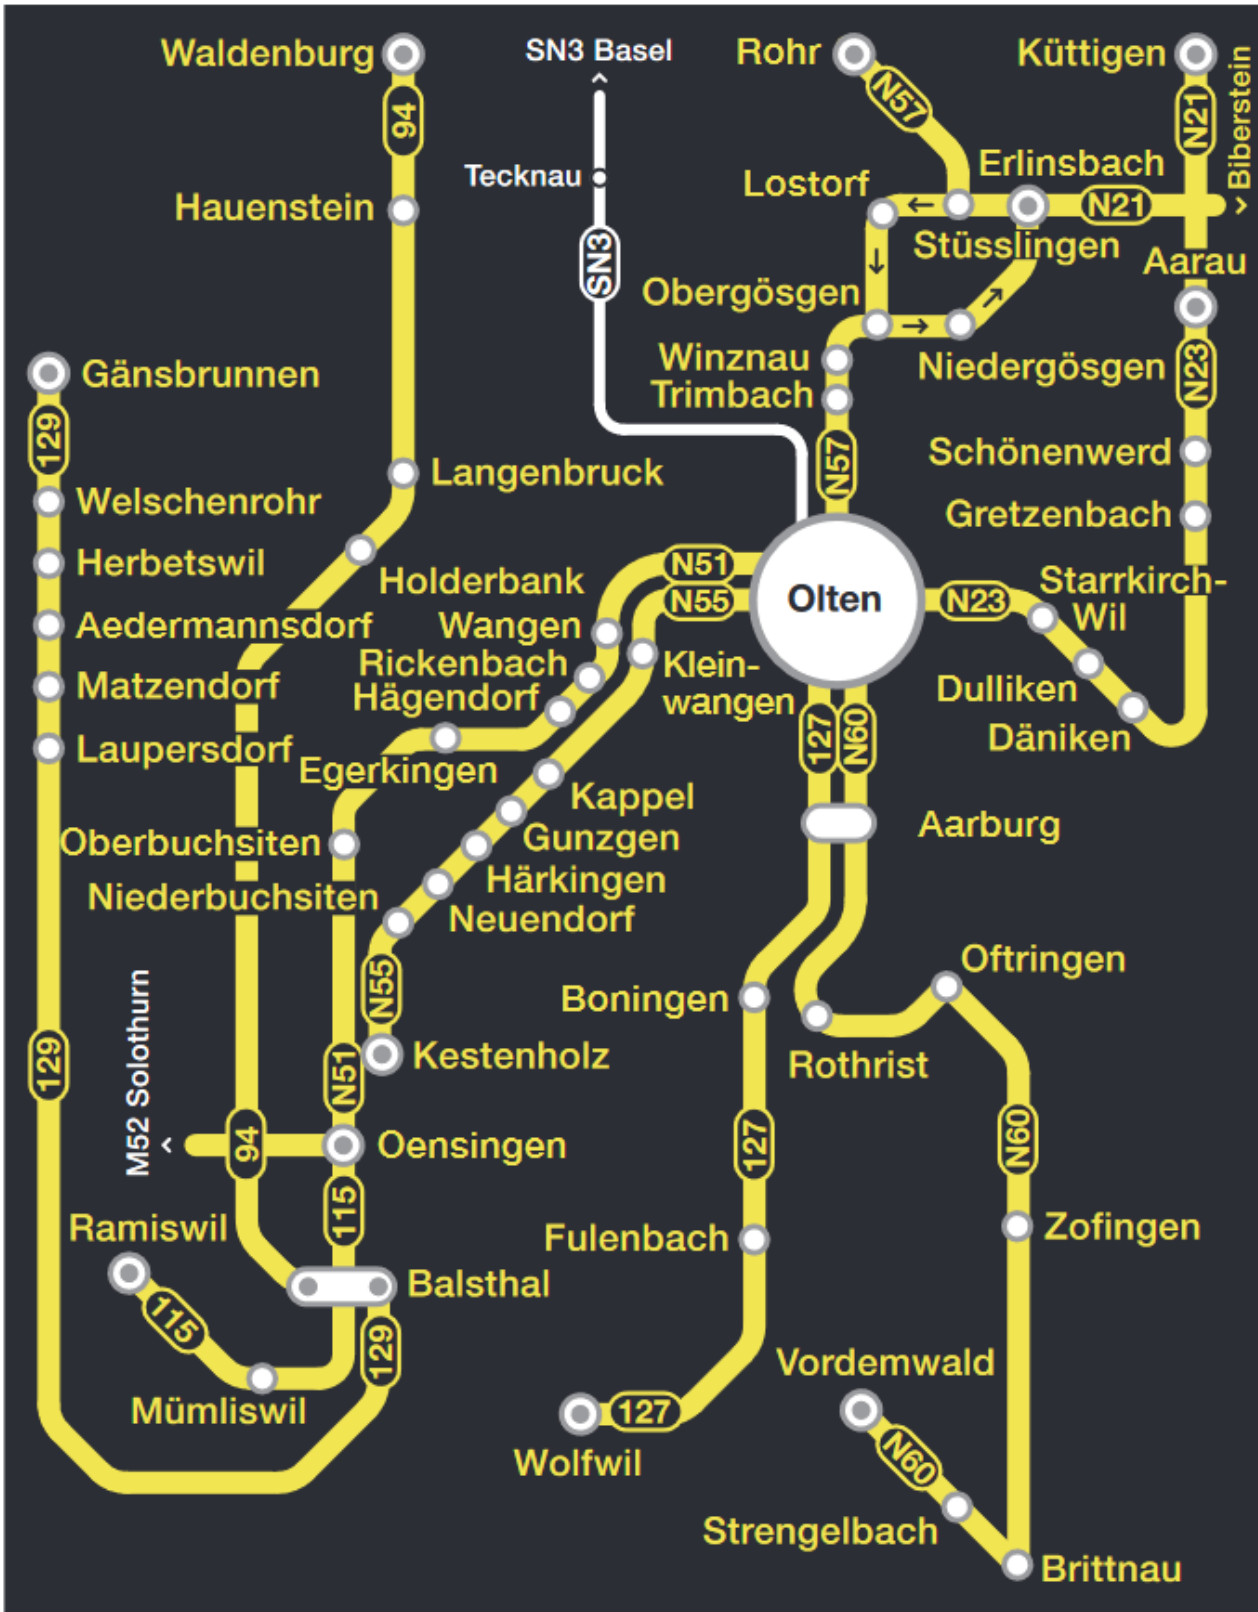 Waldenburg
SN3 Basel
Rohr
Küttigen
94
N57
N21
Biberstein
Tecknau
Erlinsbach
Lostorf
Hauenstein
N21
Stüsslingen
SN3
Aarau
Obergösgen
Winznau
Niedergösgen
Gänsbrunnen
Trimbach
N23
129
N57
Schönenwerd
Langenbruck
Welschenrohr
Gretzenbach
Herbetswil
N51
Holderbank
Starrkirch-
Wil
N55
Olten
N23
Aedermannsdorf
Wangen
Rickenbach
Klein-
wangen
Matzendorf
Hägendorf
Dulliken
Däniken
127
N60
Laupersdorf
Egerkingen
Kappel
Aarburg
Oberbuchsiten
Gunzgen
Härkingen
Niederbuchsiten
Neuendorf
Oftringen
N55
Boningen
M52 Solothurn
129
N51
Kestenholz
Rothrist
94
Oensingen
127
N60
115
Ramiswil
Fulenbach
Zofingen
Balsthal
115
129
Vordemwald
Mümliswil
127
Wolfwil
N60
Strengelbach
Brittnau